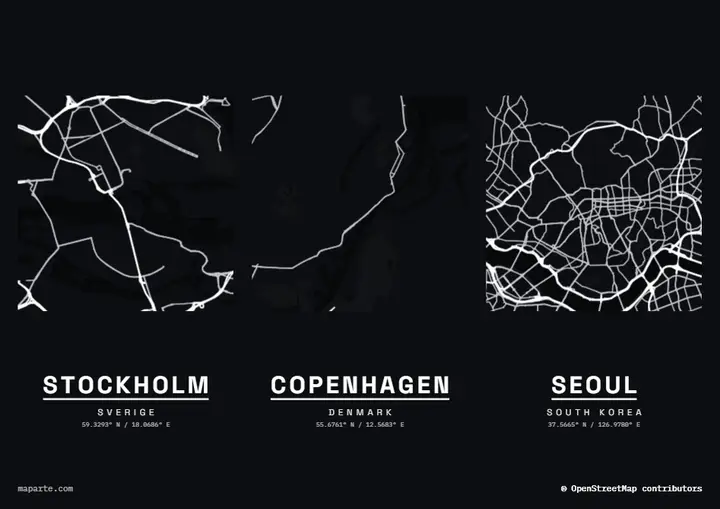 STOCKHOLM
SVERIGE
59.3293° N / 18.0686° E
COPENHAGEN
DENMARK
55.6761° N / 12.5683° E
SEOUL
SOUTH KOREA
37.5665° N / 126.9780° E
maparte.com
© OpenStreetMap contributors